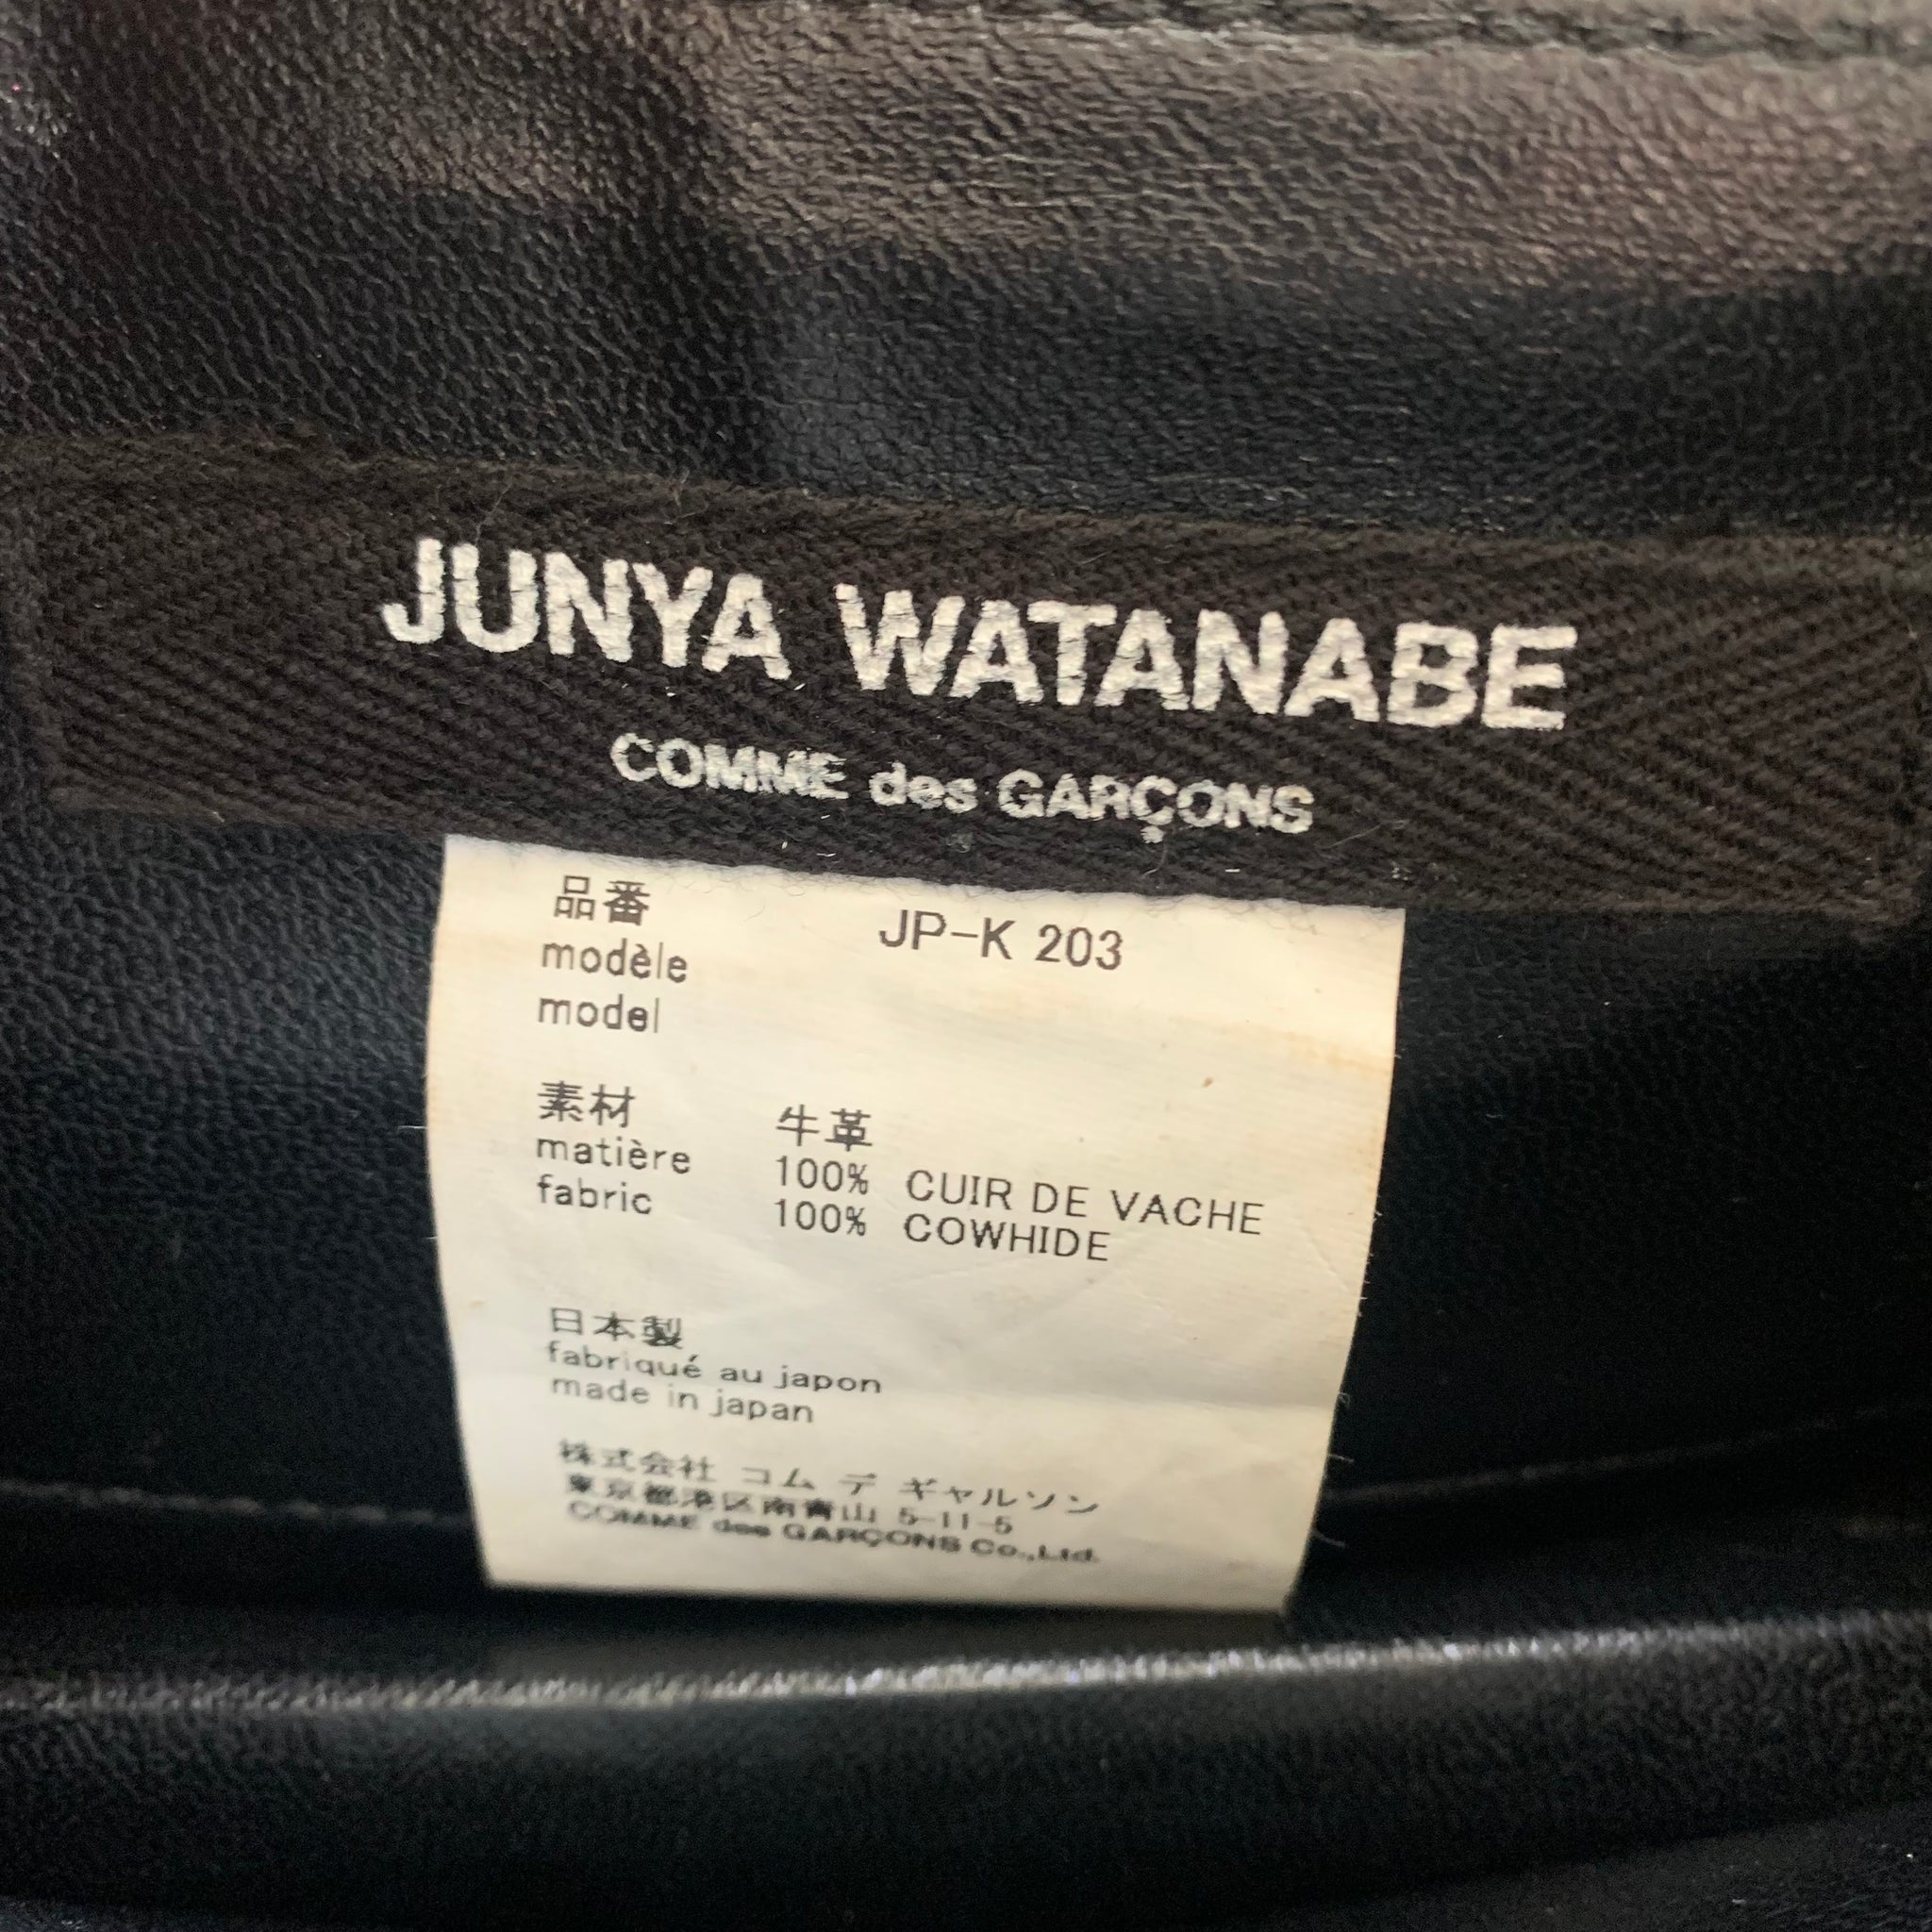 JUNYA WATANABE
COMME des GARÇONS
品番 JP-K 203
modèle
model
素材 牛革
matière 100% CUIR DE VACHE
fabric 100% COWHIDE
日本製
fabriqué au japon
made in japan
株式会社 コム デ ギャルソン
東京都港区南青山 5-11-5
COMME des GARÇONS Co.,Ltd.